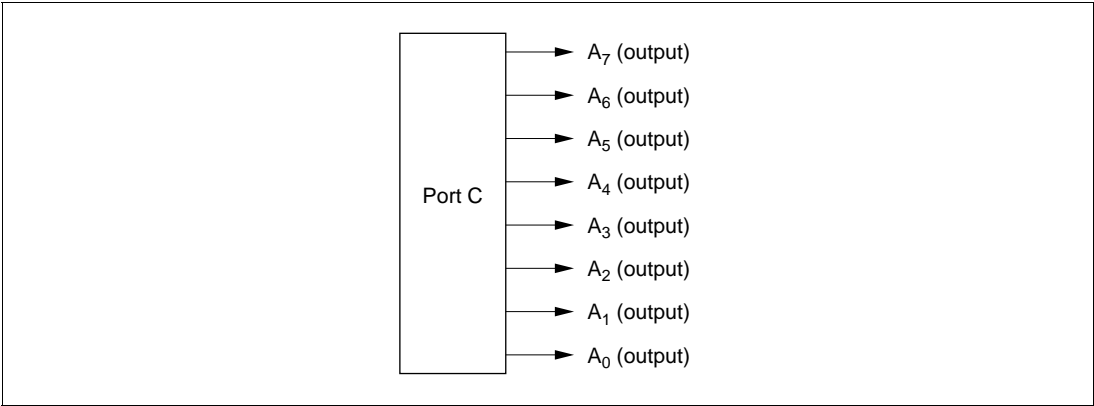 A₇ (output)
A₆ (output)
A₅ (output)
A₄ (output)
Port C
A₃ (output)
A₂ (output)
A₁ (output)
A₀ (output)